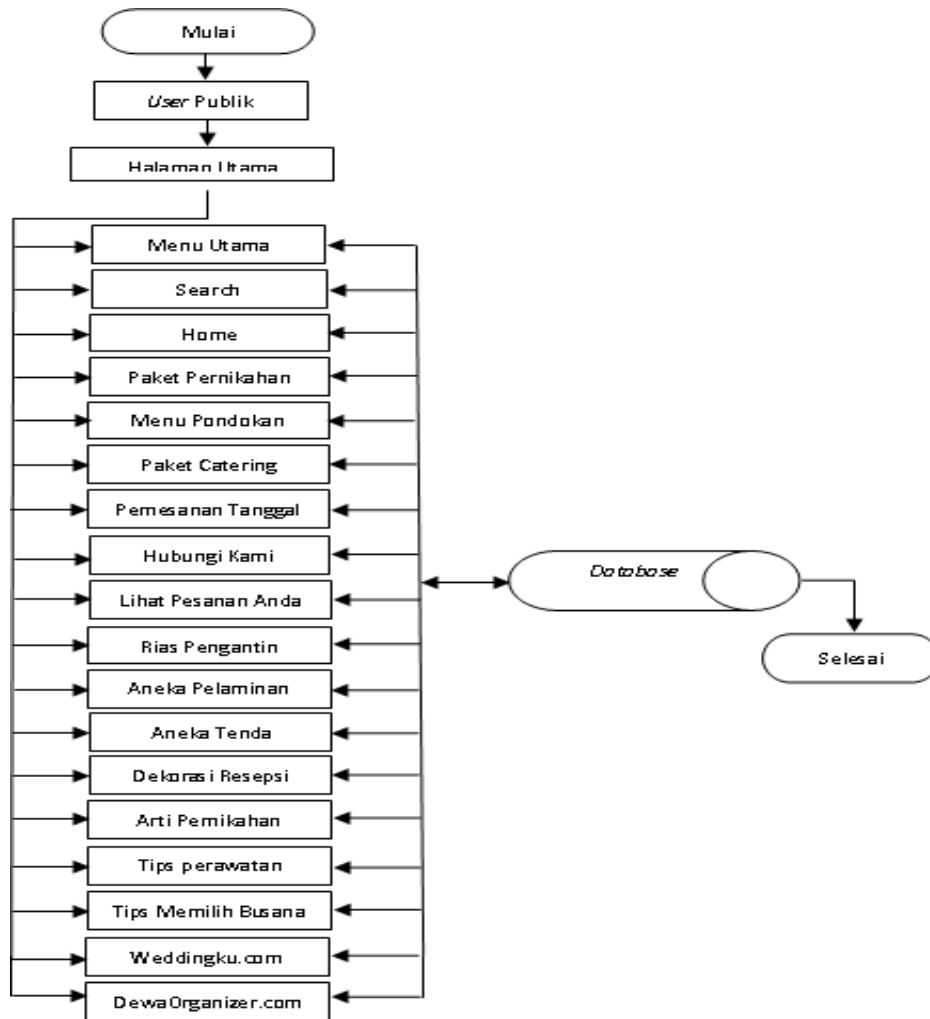 Mulai
User Publik
Halaman Utama
Menu Utama
Search
Home
Paket Pernikahan
Menu Pondokan
Paket Catering
Pemesanan Tanggal
Hubungi Kami
Database
Lihat Pesanan Anda
Rias Pengantin
Selesai
Aneka Pelaminan
Aneka Tenda
Dekorasi Resepsi
Arti Pernikahan
Tips perawatan
Tips Memilih Busana
Weddingku.com
DewaOrganizer.com